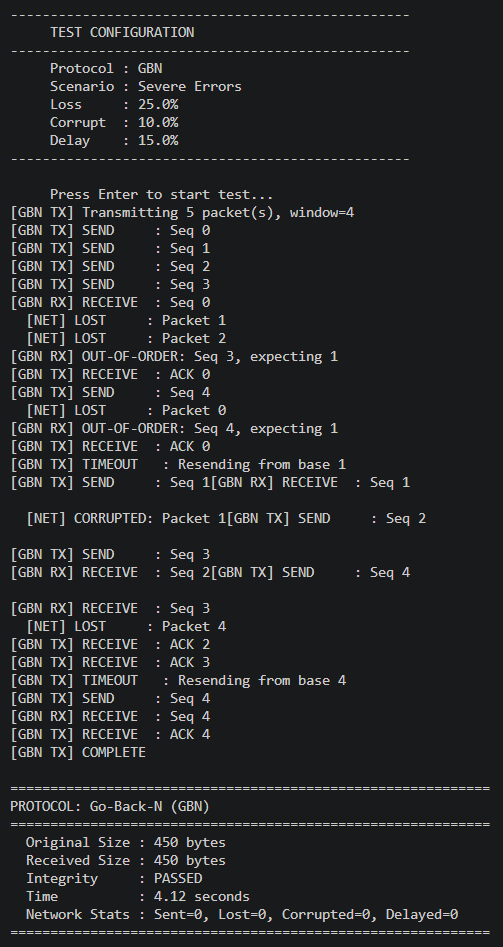 --------------------------------------------------
TEST CONFIGURATION
--------------------------------------------------
Protocol : GBN
Scenario : Severe Errors
Loss     : 25.0%
Corrupt  : 10.0%
Delay    : 15.0%
--------------------------------------------------
Press Enter to start test...
[GBN TX] Transmitting 5 packet(s), window=4
[GBN TX] SEND     : Seq 0
[GBN TX] SEND     : Seq 1
[GBN TX] SEND     : Seq 2
[GBN TX] SEND     : Seq 3
[GBN RX] RECEIVE  : Seq 0
[NET] LOST     : Packet 1
[NET] LOST     : Packet 2
[GBN RX] OUT-OF-ORDER: Seq 3, expecting 1
[GBN TX] RECEIVE  : ACK 0
[GBN TX] SEND     : Seq 4
[NET] LOST     : Packet 0
[GBN RX] OUT-OF-ORDER: Seq 4, expecting 1
[GBN TX] RECEIVE  : ACK 0
[GBN TX] TIMEOUT   : Resending from base 1
[GBN TX] SEND     : Seq 1[GBN RX] RECEIVE  : Seq 1
[NET] CORRUPTED: Packet 1[GBN TX] SEND     : Seq 2
[GBN TX] SEND     : Seq 3
[GBN RX] RECEIVE  : Seq 2[GBN TX] SEND     : Seq 4
[GBN RX] RECEIVE  : Seq 3
[NET] LOST     : Packet 4
[GBN TX] RECEIVE  : ACK 2
[GBN TX] RECEIVE  : ACK 3
[GBN TX] TIMEOUT   : Resending from base 4
[GBN TX] SEND     : Seq 4
[GBN RX] RECEIVE  : Seq 4
[GBN TX] RECEIVE  : ACK 4
[GBN TX] COMPLETE
============================================================
PROTOCOL: Go-Back-N (GBN)
============================================================
Original Size : 450 bytes
Received Size : 450 bytes
Integrity     : PASSED
Time          : 4.12 seconds
Network Stats : Sent=0, Lost=0, Corrupted=0, Delayed=0
============================================================